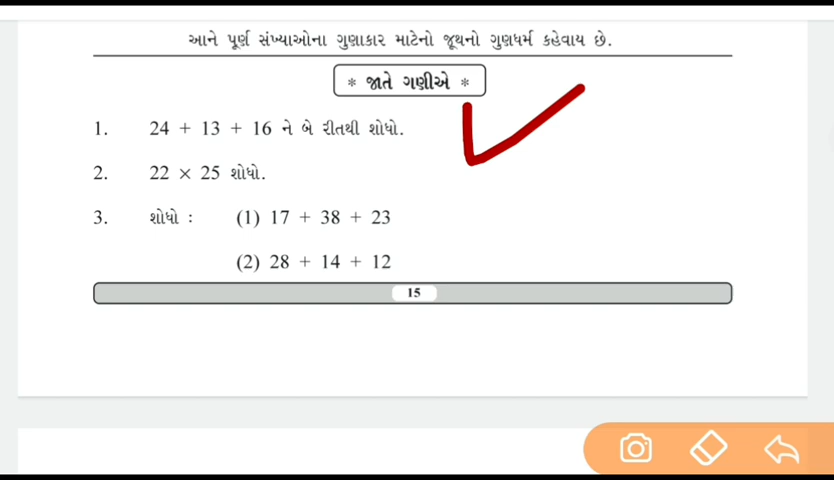 આને પૂર્ણ સંખ્યાઓના ગુણાકાર માટેનો જૂથનો ગુણધર્મ કહેવાય છે.
* જાતે ગણીએ *
1. 24 + 13 + 16 ને બે રીતથી શોધો.
2. 22 × 25 શોધો.
3. શોધો : (1) 17 + 38 + 23
(2) 28 + 14 + 12
15